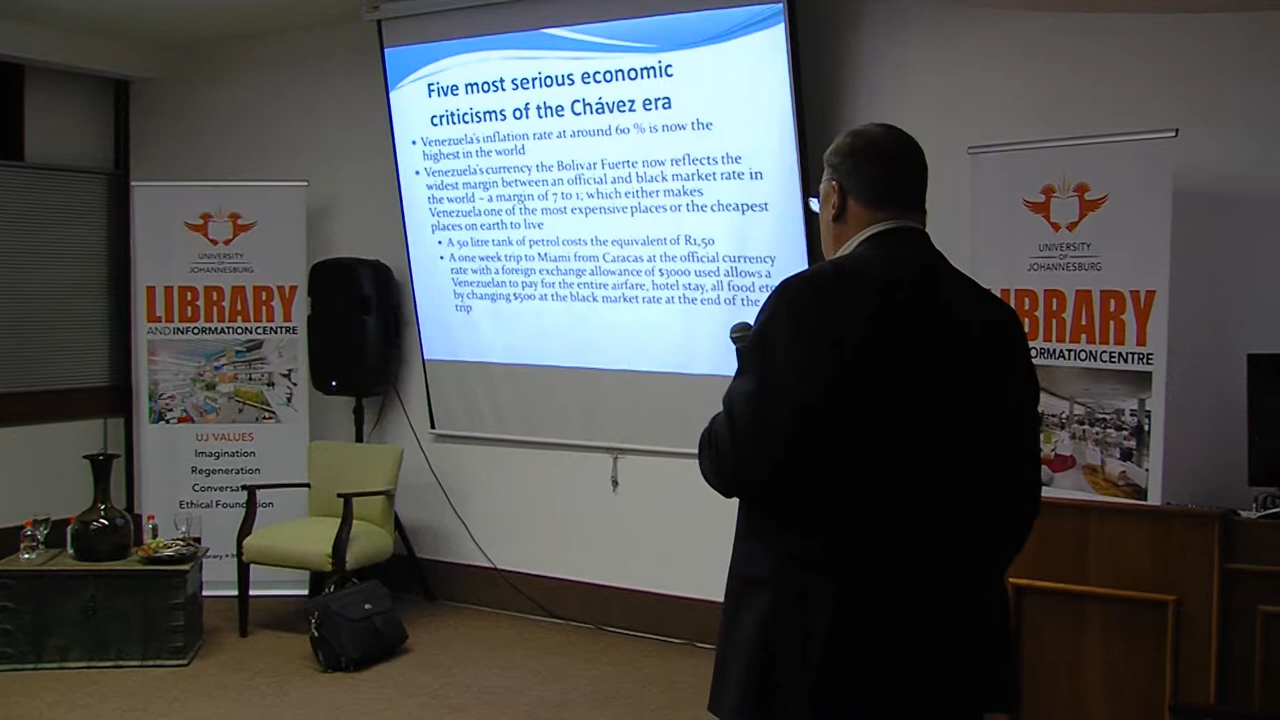 Five most serious economic
criticisms of the Chávez era
• Venezuela's inflation rate at around 60 % is now the
highest in the world
• Venezuela's currency the Bolivar Fuerte now reflects the
widest margin between an official and black market rate in
the world – a margin of 7 to 1; which either makes
Venezuela one of the most expensive places or the cheapest
places on earth to live
• A 50 litre tank of petrol costs the equivalent of R1,50
• A one week trip to Miami from Caracas at the official currency
rate with a foreign exchange allowance of $3000 used allows a
Venezuelan to pay for the entire airfare, hotel stay, all food etc
by changing $500 at the black market rate at the end of the
trip
UNIVERSITY
OF
JOHANNESBURG
LIBRARY
AND INFORMATION CENTRE
UJ VALUES
Imagination
Regeneration
Conversa
Ethical Foundation
UNIVERSITY
OF
JOHANNESBURG
LIBRARY
ORMATION CENTRE